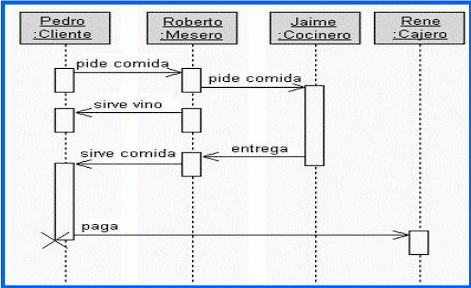 Pedro
:Cliente
Roberto
:Mesero
Jaime
:Cocinero
Rene
:Cajero
pide comida
pide comida
sirve vino
entrega
sirve comida
paga